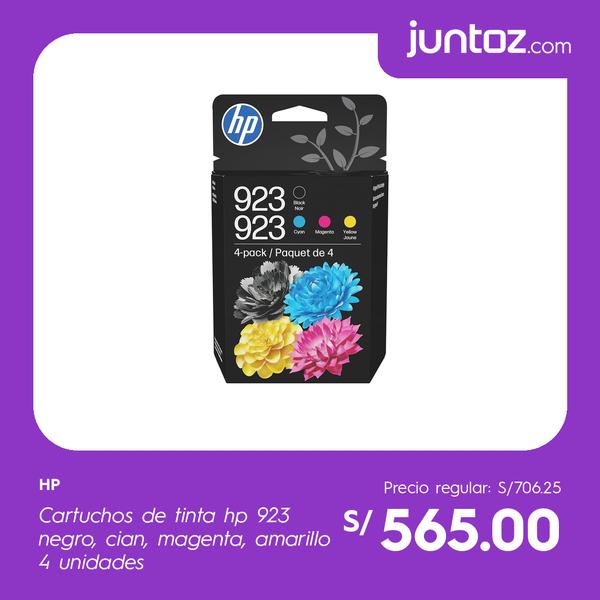 juntoz.com
hp
923
Black
Noir
923
Cyan
Magenta
Yellow
Jaune
4-pack / Paquet de 4
HP
Cartuchos de tinta hp 923
negro, cian, magenta, amarillo
4 unidades
Precio regular: S/706.25
S/ 565.00